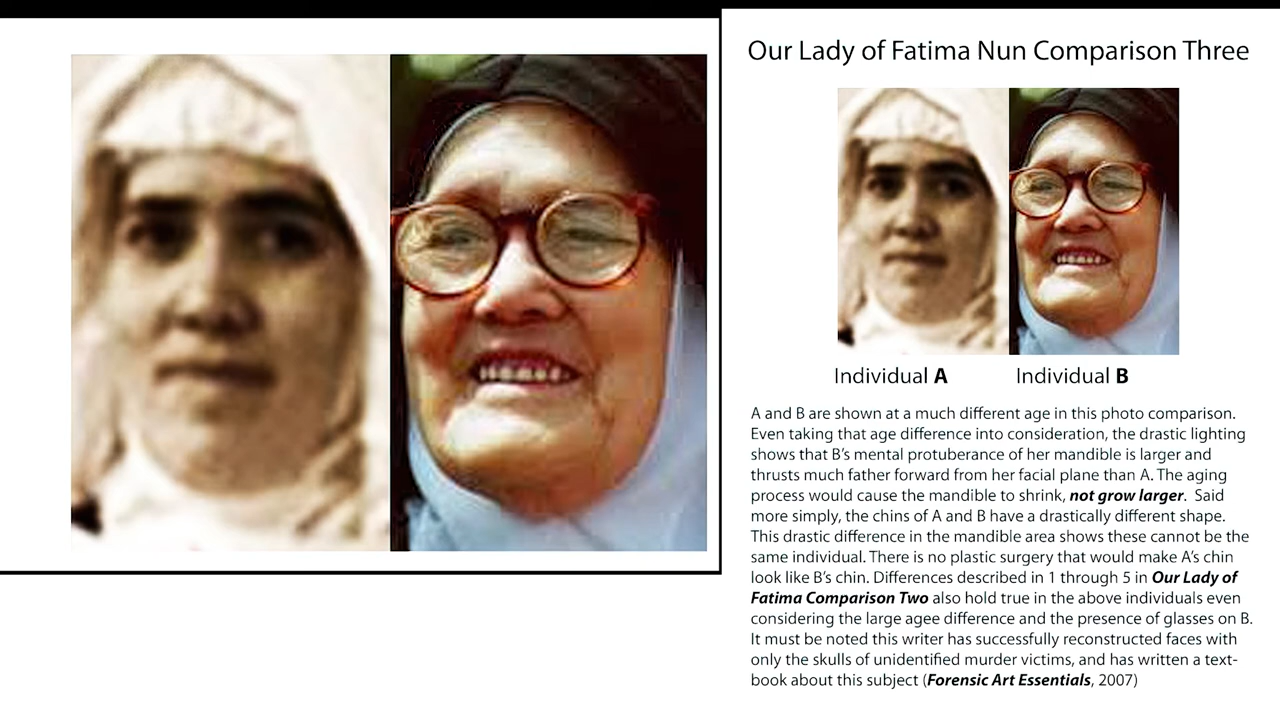 Our Lady of Fatima Nun Comparison Three
Individual A
Individual B
A and B are shown at a much different age in this photo comparison.
Even taking that age difference into consideration, the drastic lighting
shows that B's mental protuberance of her mandible is larger and
thrusts much father forward from her facial plane than A. The aging
process would cause the mandible to shrink, not grow larger.  Said
more simply, the chins of A and B have a drastically different shape.
This drastic difference in the mandible area shows these cannot be the
same individual. There is no plastic surgery that would make A's chin
look like B's chin. Differences described in 1 through 5 in Our Lady of
Fatima Comparison Two also hold true in the above individuals even
considering the large agee difference and the presence of glasses on B.
It must be noted this writer has successfully reconstructed faces with
only the skulls of unidentified murder victims, and has written a text-
book about this subject (Forensic Art Essentials, 2007)